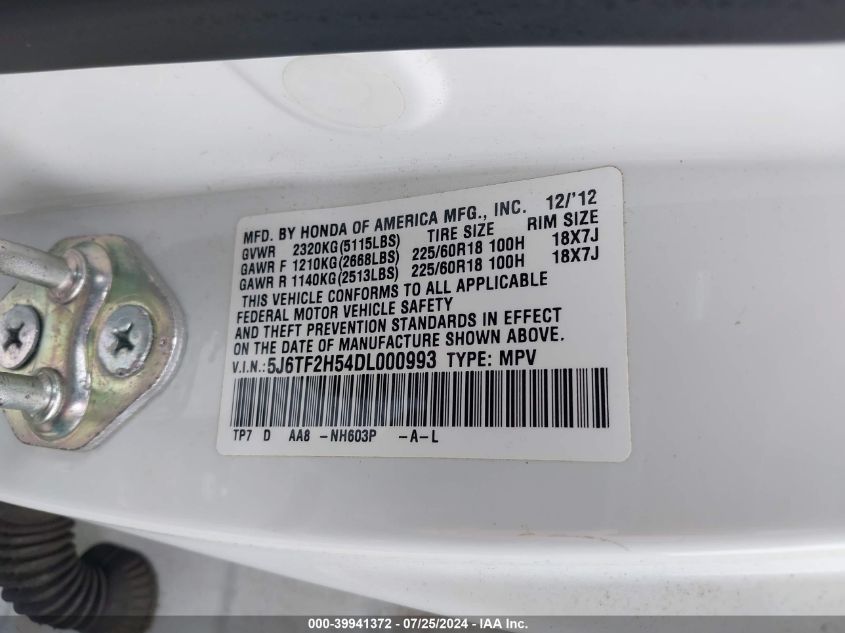 MFD. BY HONDA OF AMERICA MFG., INC. 12/'12
GVWR 2320KG(5115LBS) TIRE SIZE RIM SIZE
GAWR F 1210KG(2668LBS) 225/60R18 100H 18X7J
GAWR R 1140KG(2513LBS) 225/60R18 100H 18X7J
THIS VEHICLE CONFORMS TO ALL APPLICABLE
FEDERAL MOTOR VEHICLE SAFETY
AND THEFT PREVENTION STANDARDS IN EFFECT
ON THE DATE OF MANUFACTURE SHOWN ABOVE.
V.I.N.:5J6TF2H54DL000993 TYPE: MPV
TP7 D AA8 -NH603P -A-L
000-39941372 - 07/25/2024 - IAA Inc.